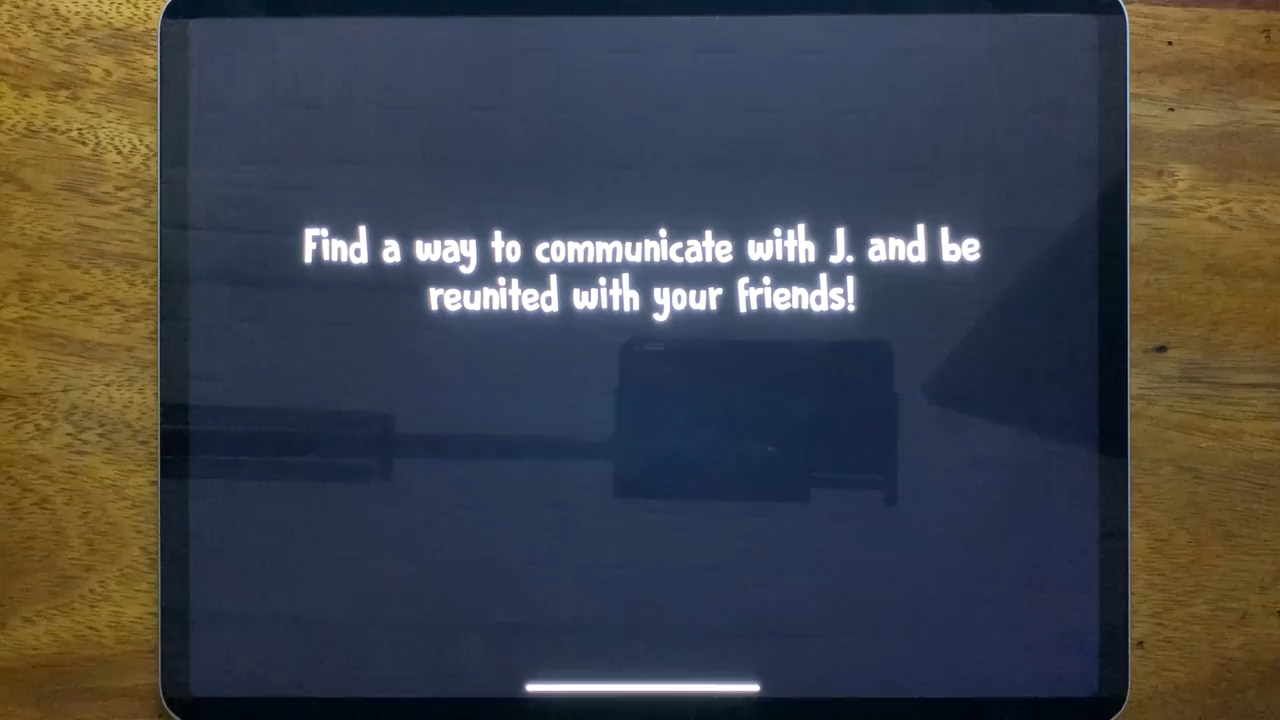 Find a way to communicate with J. and be
reunited with your friends!